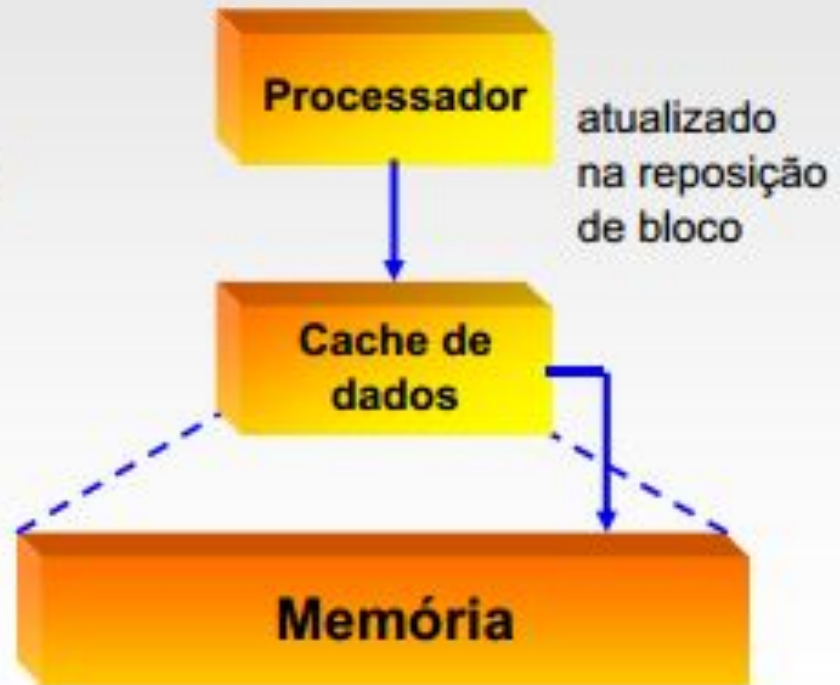 Processador
atualizado
na reposição
de bloco
Cache de
dados
Memória